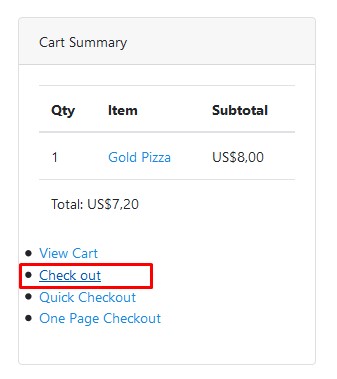 Cart Summary
Qty Item Subtotal
1 Gold Pizza US$8,00
Total: US$7,20
View Cart
Check out
Quick Checkout
One Page Checkout